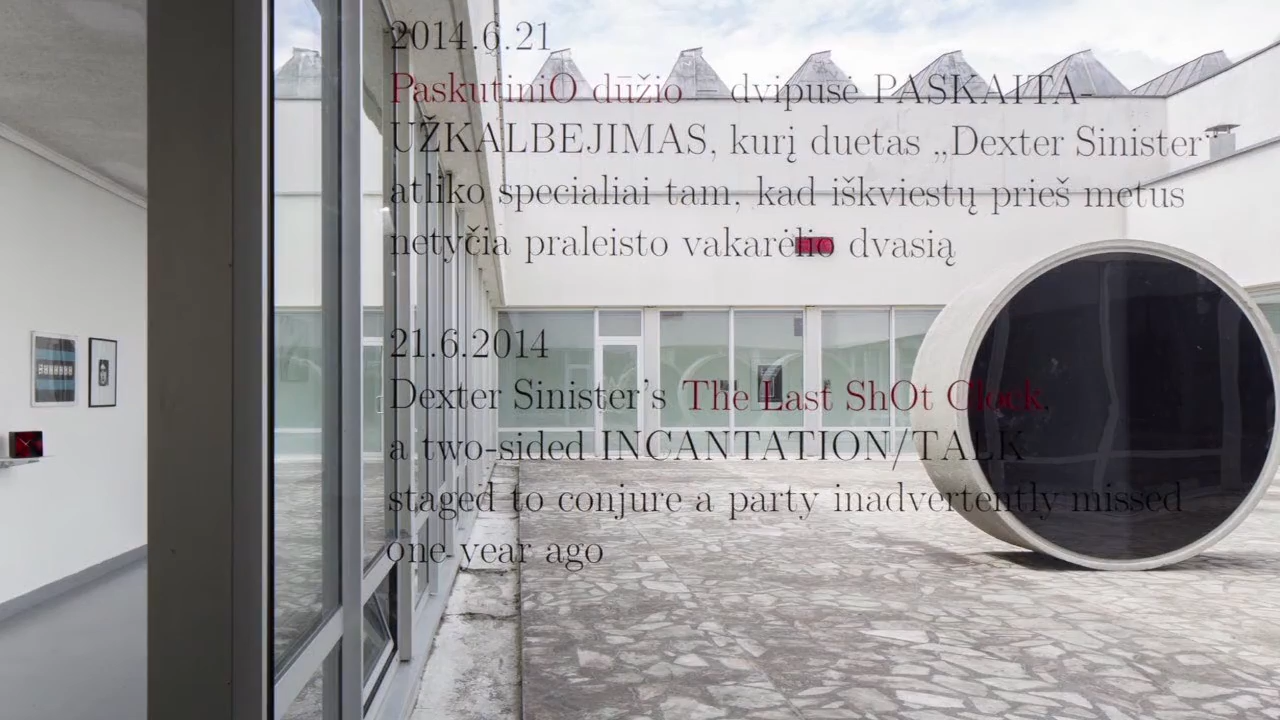 2014.6.21
PaskutiniO dūžio – dvipusė PASKAITA-
UŽKALBEJIMAS, kurį duetas „Dexter Sinister“
atliko specialiai tam, kad iškviestų prieš metus
netyčia praleisto vakarėlio dvasią
21.6.2014
Dexter Sinister's The Last ShOt Clock,
a two-sided INCANTATION/TALK
staged to conjure a party inadvertently missed
one year ago